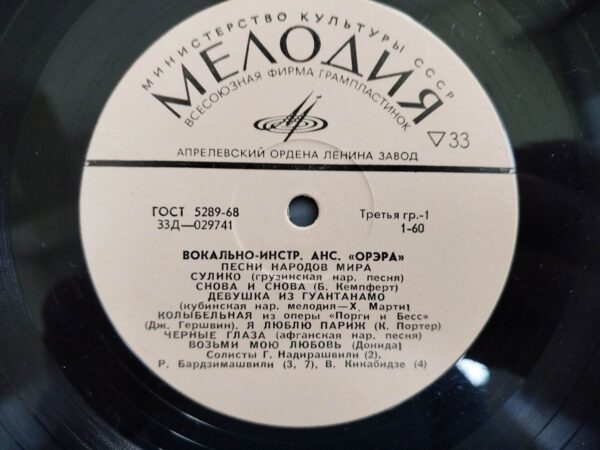 МИНИСТЕРСТВО КУЛЬТУРЫ СССР
МЕЛОДИЯ
ВСЕСОЮЗНАЯ ФИРМА ГРАМПЛАСТИНОК
▽33
АПРЕЛЕВСКИЙ ОРДЕНА ЛЕНИНА ЗАВОД
ГОСТ 5289-68
33Д—029741
Третья гр.-1
1-60
ВОКАЛЬНО-ИНСТР. АНС. «ОРЭРА»
ПЕСНИ НАРОДОВ МИРА
СУЛИКО (грузинская нар. песня)
СНОВА И СНОВА (Б. Кемпферт)
ДЕВУШКА ИЗ ГУАНТАНАМО
(кубинская нар. мелодия—Х. Марти)
КОЛЫБЕЛЬНАЯ из оперы «Порги и Бесс»
(Дж. Гершвин), Я ЛЮБЛЮ ПАРИЖ (К. Портер)
ЧЕРНЫЕ ГЛАЗА (афганская нар. песня)
ВОЗЬМИ МОЮ ЛЮБОВЬ (Донида)
Солисты Г. Надирашвили (2),
Р. Бардзимашвили (3, 7), В. Кикабидзе (4)